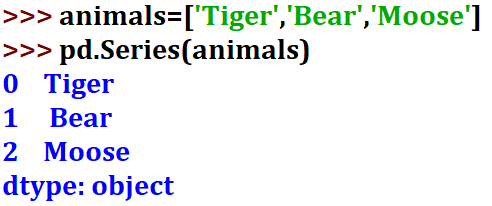 >>> animals=['Tiger','Bear','Moose']
>>> pd.Series(animals)
0 Tiger
1 Bear
2 Moose
dtype: object